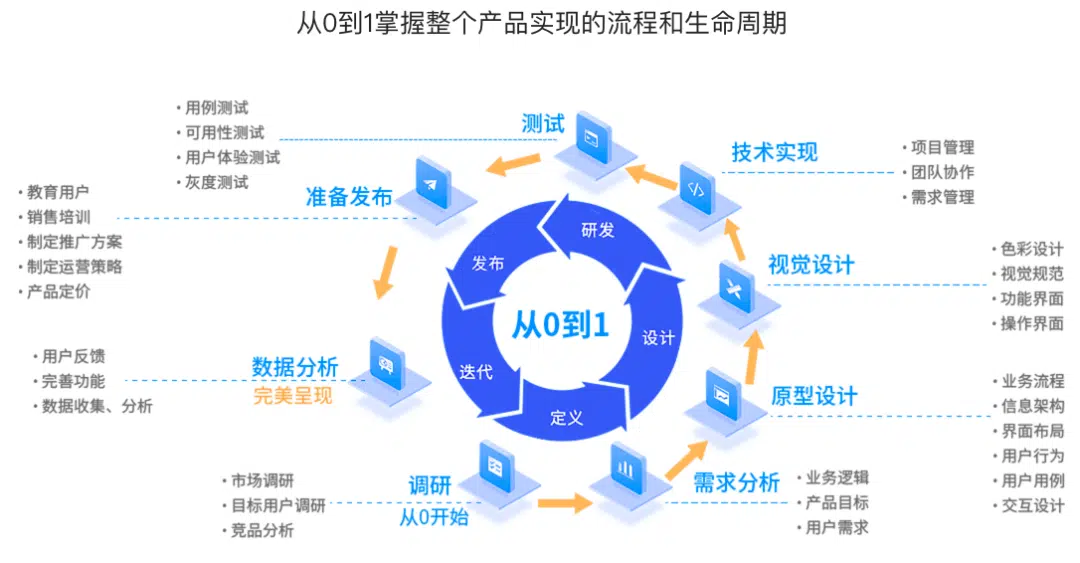 从0到1掌握整个产品实现的流程和生命周期
测试
• 用例测试
• 可用性测试
• 用户体验测试
• 灰度测试
技术实现
• 项目管理
• 团队协作
• 需求管理
准备发布
• 教育用户
• 销售培训
• 制定推广方案
• 制定运营策略
• 产品定价
视觉设计
• 色彩设计
• 视觉规范
• 功能界面
• 操作界面
研发
发布
从0到1
设计
迭代
定义
数据分析
完美呈现
• 用户反馈
• 完善功能
• 数据收集、分析
原型设计
• 业务流程
• 信息架构
• 界面布局
• 用户行为
• 用户用例
• 交互设计
调研
从0开始
• 市场调研
• 目标用户调研
• 竞品分析
需求分析
• 业务逻辑
• 产品目标
• 用户需求